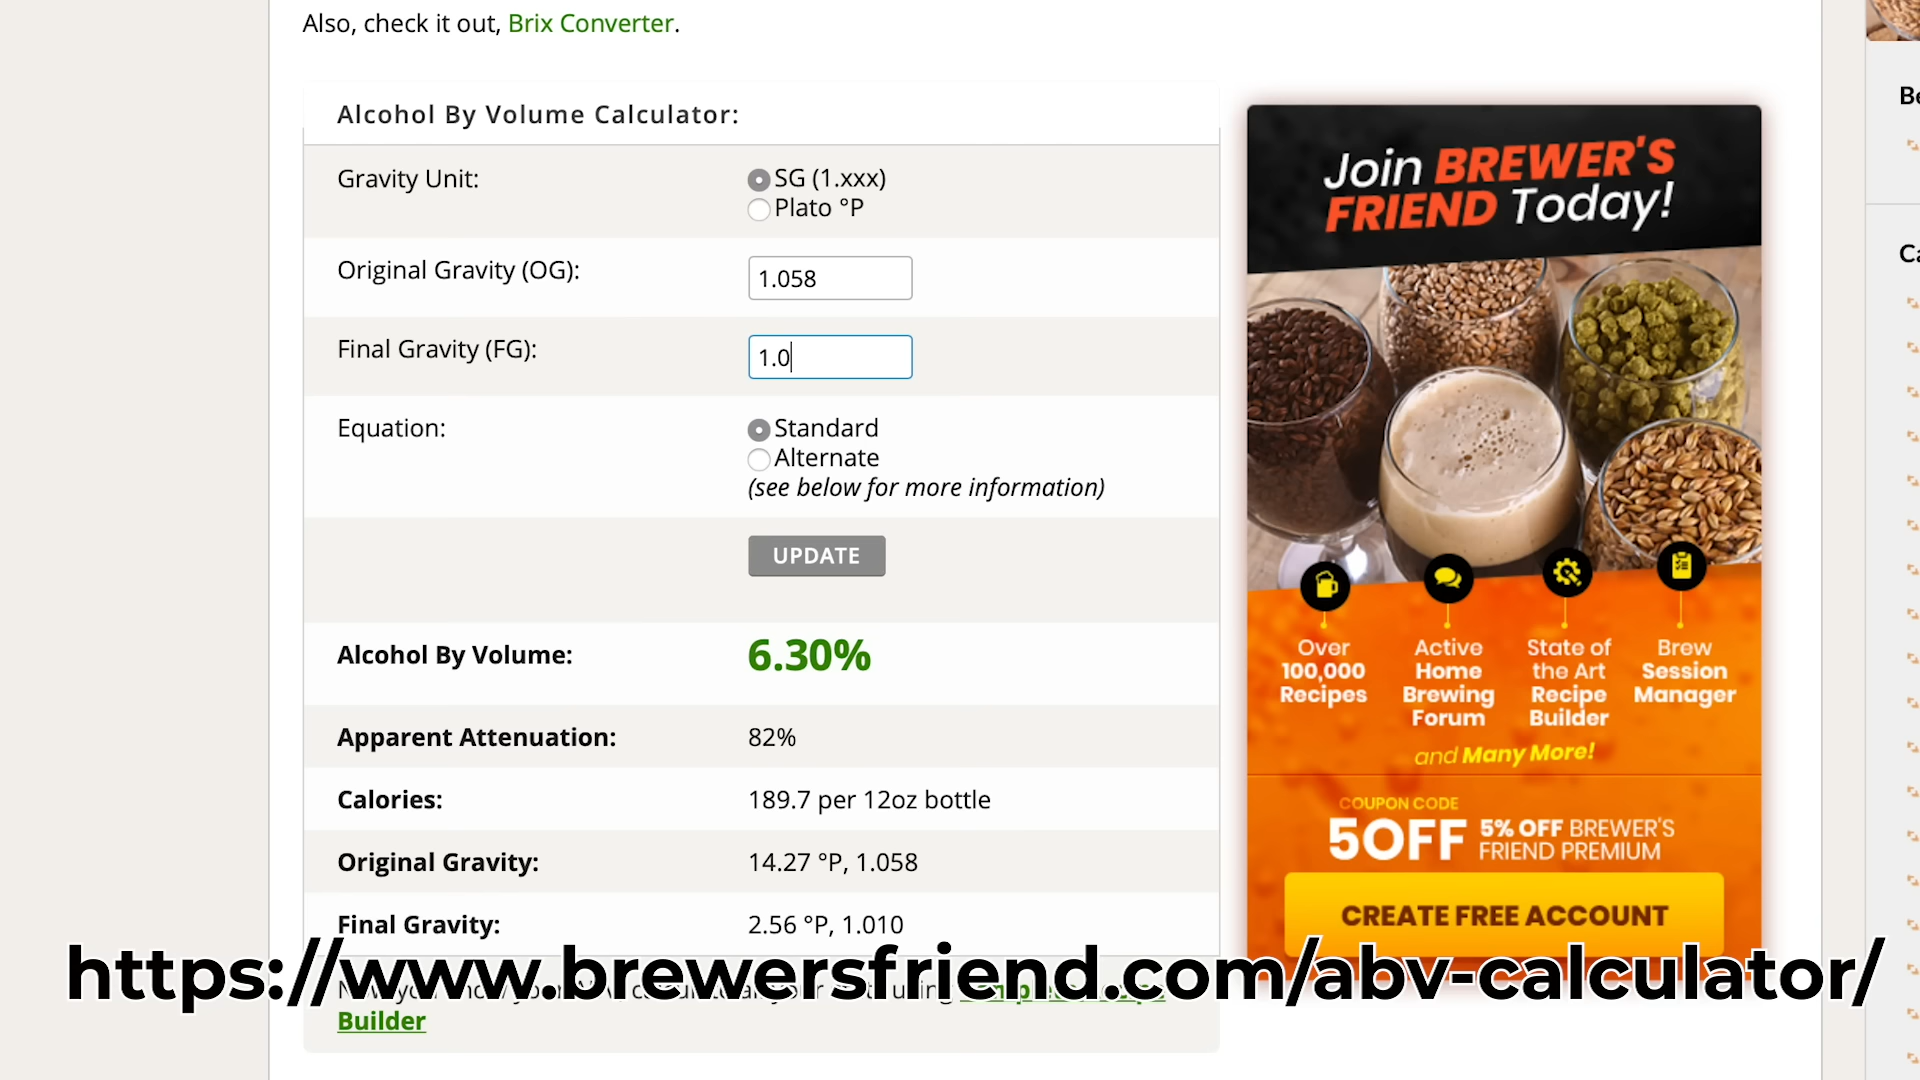 Also, check it out, Brix Converter.
Alcohol By Volume Calculator:
Gravity Unit:
SG (1.xxx)
Plato °P
Original Gravity (OG):
1.058
Final Gravity (FG):
1.0
Equation:
Standard
Alternate
(see below for more information)
UPDATE
Alcohol By Volume:
6.30%
Apparent Attenuation:
82%
Calories:
189.7 per 12oz bottle
Original Gravity:
14.27 °P, 1.058
Final Gravity:
2.56 °P, 1.010
Builder
https://www.brewersfriend.com/abv-calculator/
Join BREWER'S
FRIEND Today!
Over
100,000
Recipes
Active
Home
Brewing
Forum
State of
the Art
Recipe
Builder
Brew
Session
Manager
and Many More!
COUPON CODE
5OFF
5% OFF BREWER'S
FRIEND PREMIUM
CREATE FREE ACCOUNT